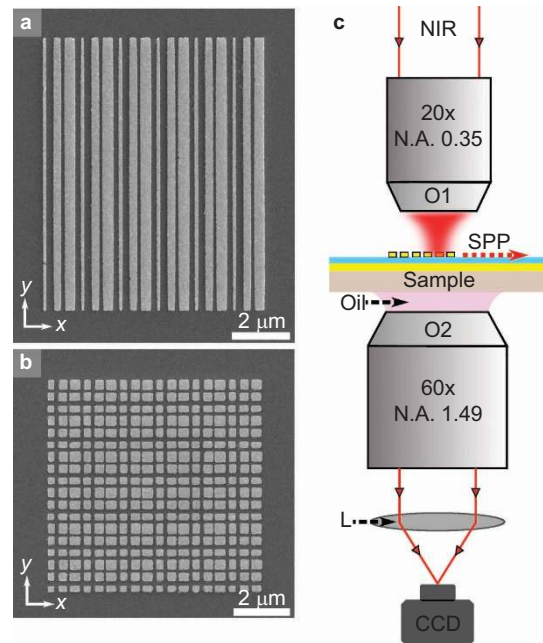 a
y
x
2 μm
b
y
x
2 μm
c
NIR
20x
N.A. 0.35
O1
SPP
Sample
Oil
O2
60x
N.A. 1.49
L
CCD